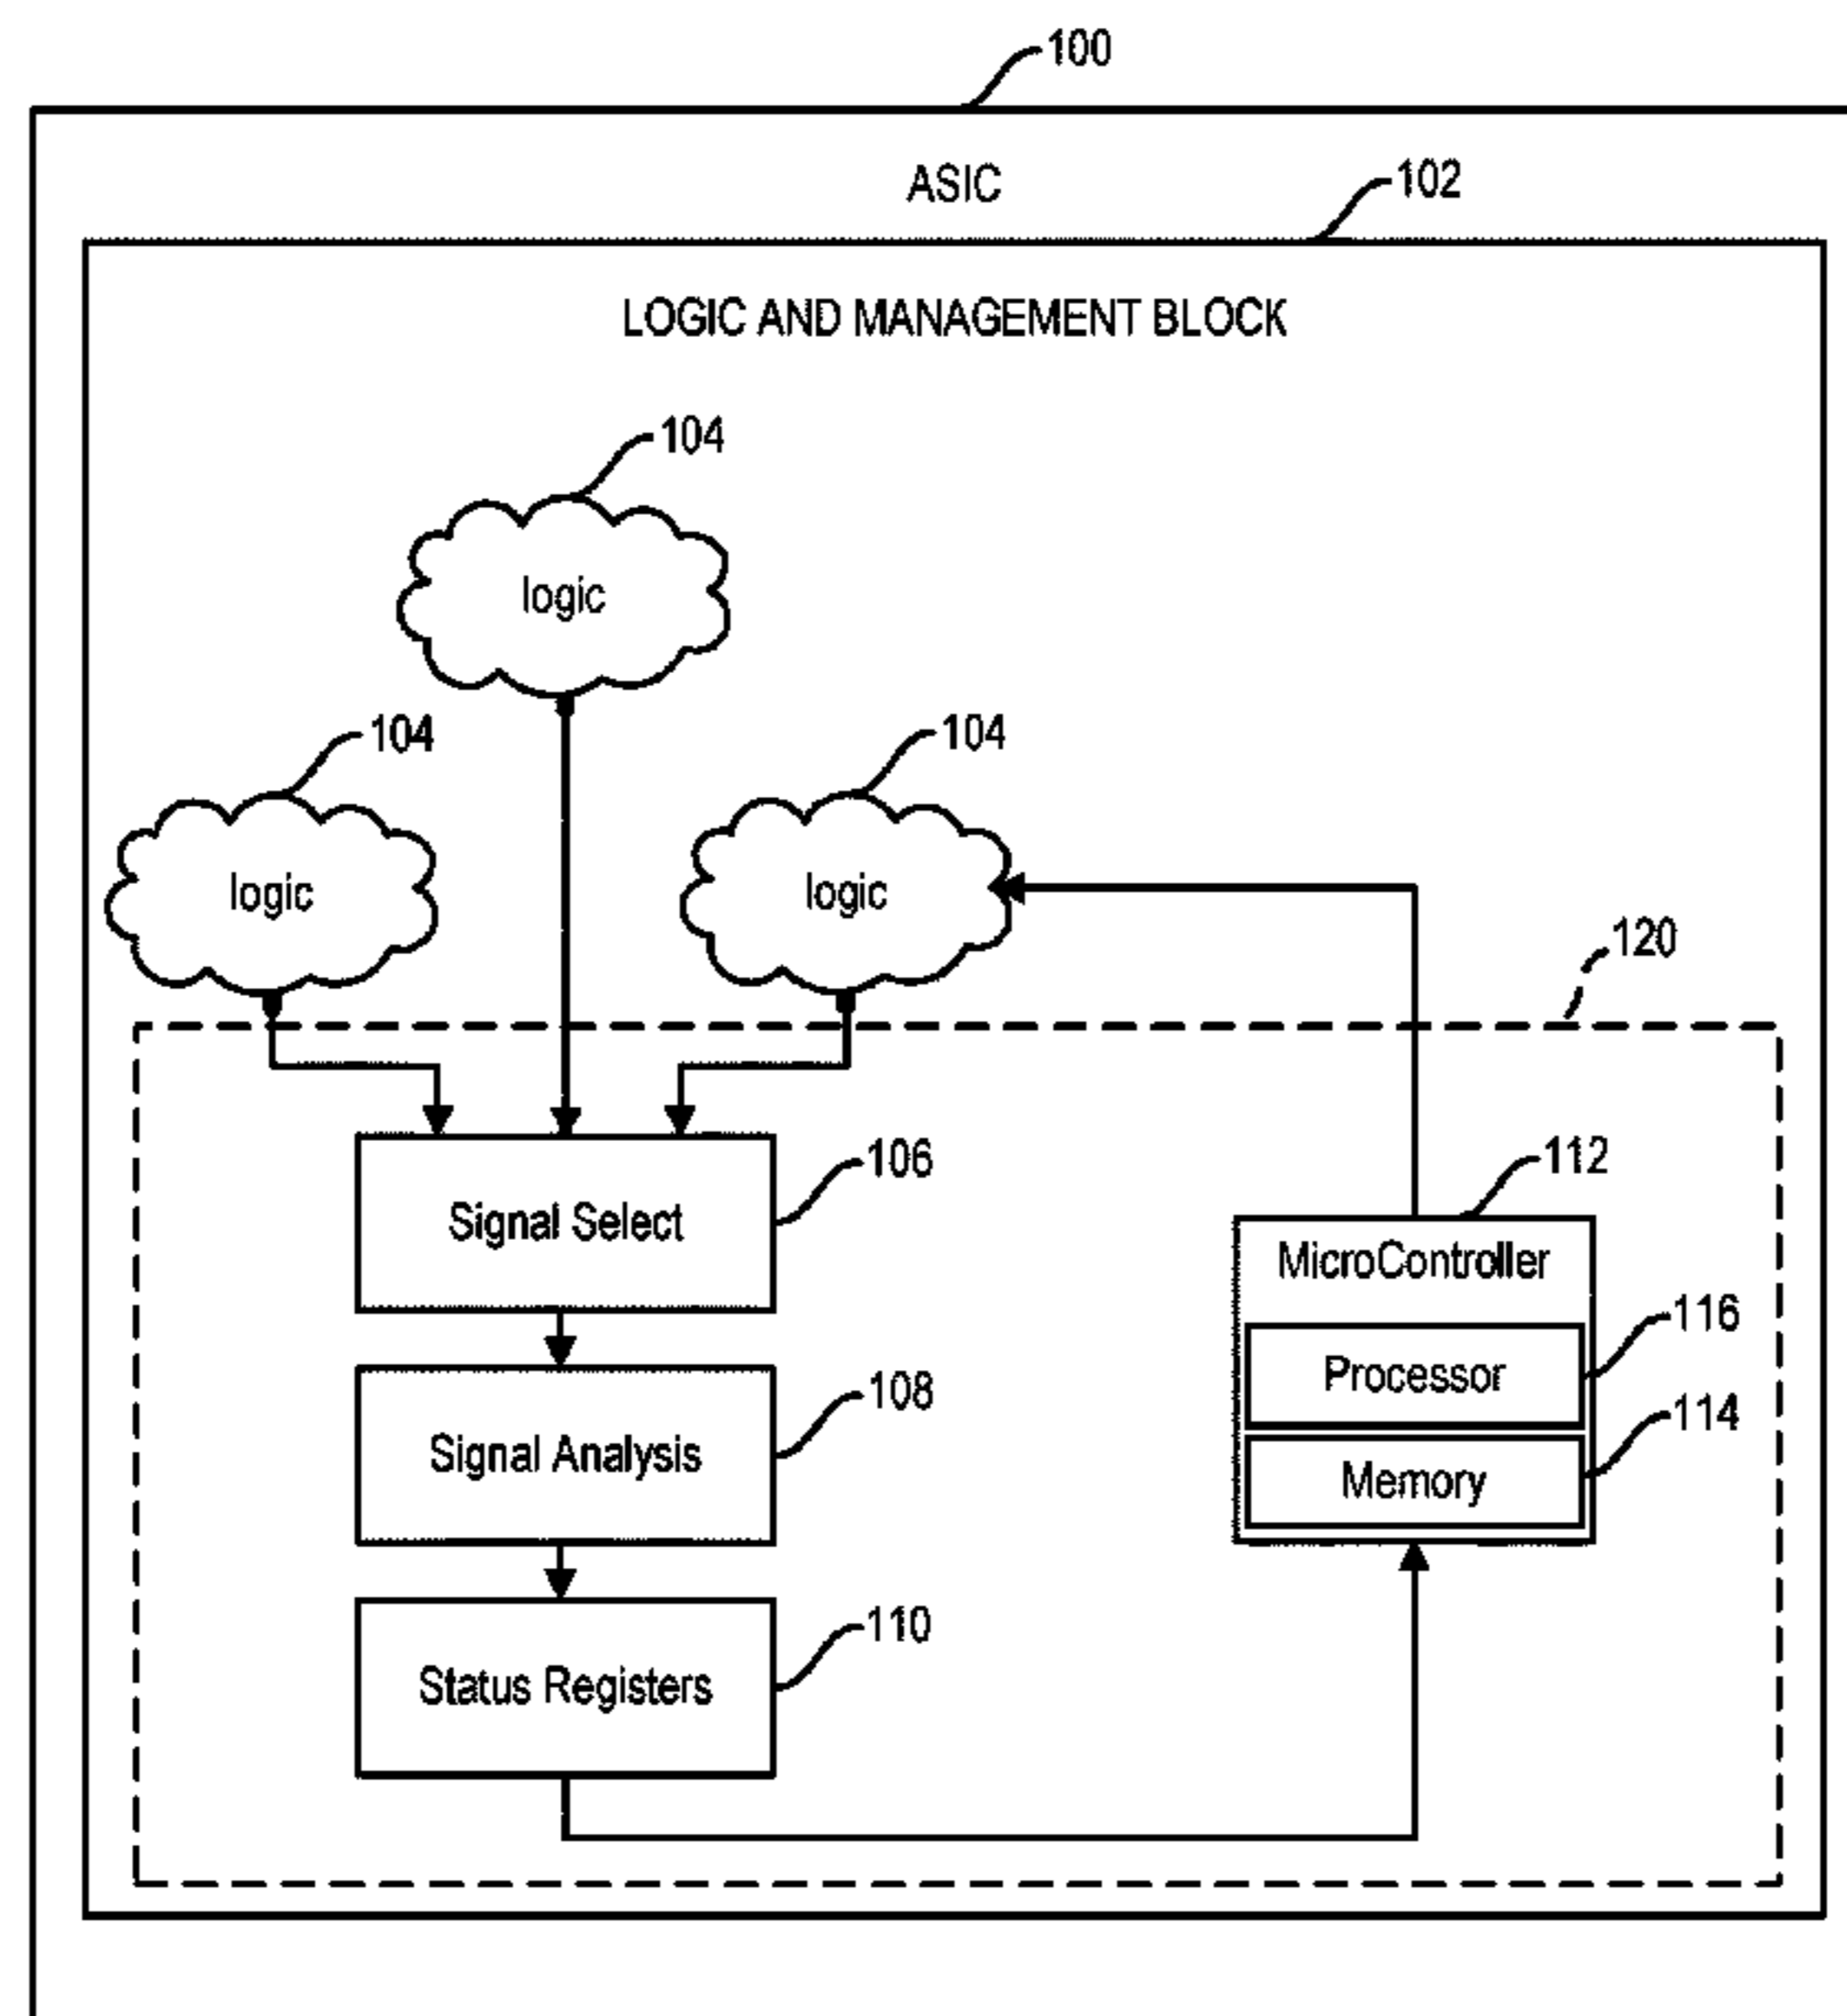 100
ASIC
102
LOGIC AND MANAGEMENT BLOCK
104
logic
104
104
logic
logic
120
106
Signal Select
112
MicroController
116
Processor
108
114
Signal Analysis
Memory
110
Status Registers